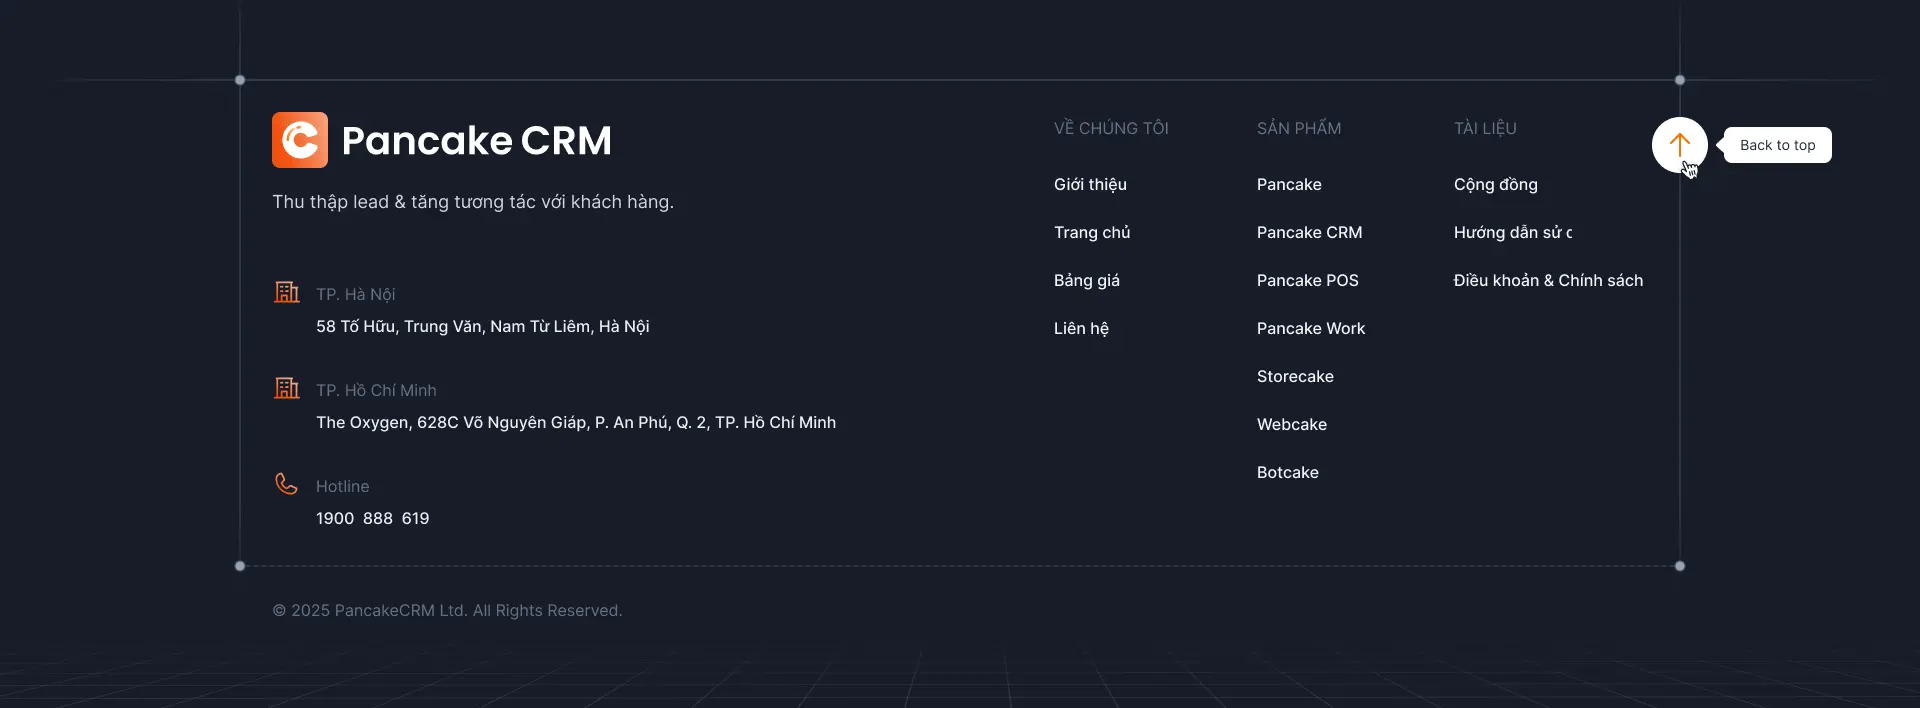 Pancake CRM
Thu thập lead & tăng tương tác với khách hàng.
TP. Hà Nội
58 Tố Hữu, Trung Văn, Nam Từ Liêm, Hà Nội
TP. Hồ Chí Minh
The Oxygen, 628C Võ Nguyên Giáp, P. An Phú, Q. 2, TP. Hồ Chí Minh
Hotline
1900 888 619
VỀ CHÚNG TÔI
Giới thiệu
Trang chủ
Bảng giá
Liên hệ
SẢN PHẨM
Pancake
Pancake CRM
Pancake POS
Pancake Work
Storecake
Webcake
Botcake
TÀI LIỆU
Cộng đồng
Hướng dẫn sử
Điều khoản & Chính sách
Back to top
© 2025 PancakeCRM Ltd. All Rights Reserved.